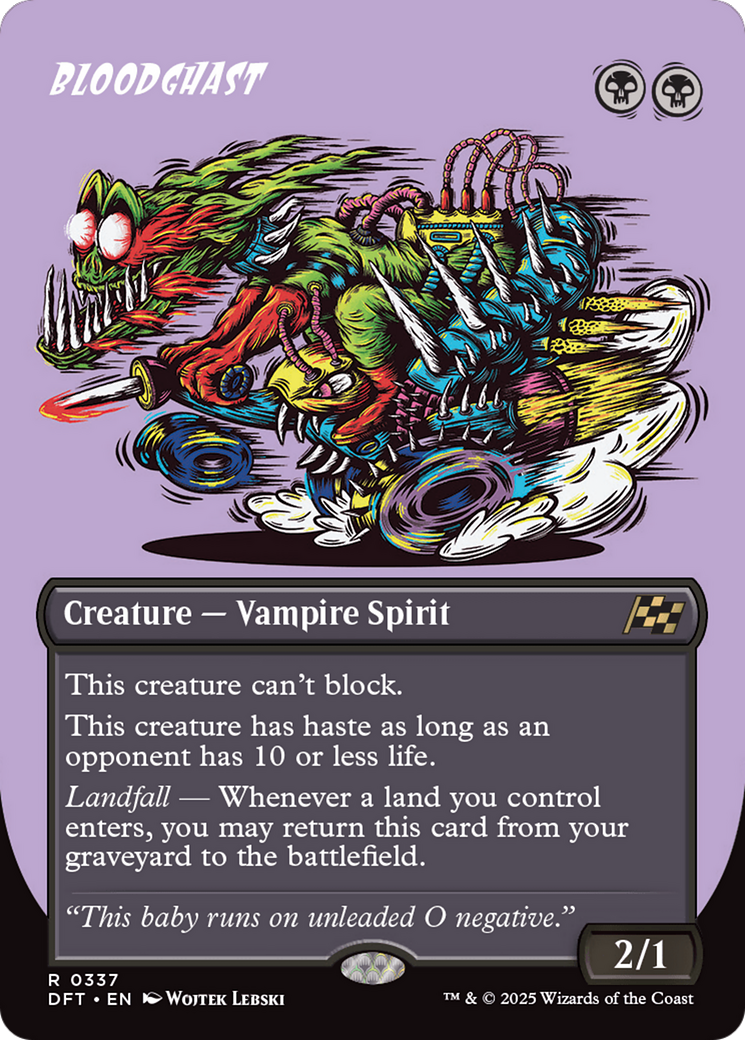 BLOODGHAST
Creature — Vampire Spirit
This creature can't block.
This creature has haste as long as an
opponent has 10 or less life.
Landfall — Whenever a land you control
enters, you may return this card from your
graveyard to the battlefield.
“This baby runs on unleaded O negative.”
2/1
R 0337
DFT • EN Wojtek Lebski
™ & © 2025 Wizards of the Coast